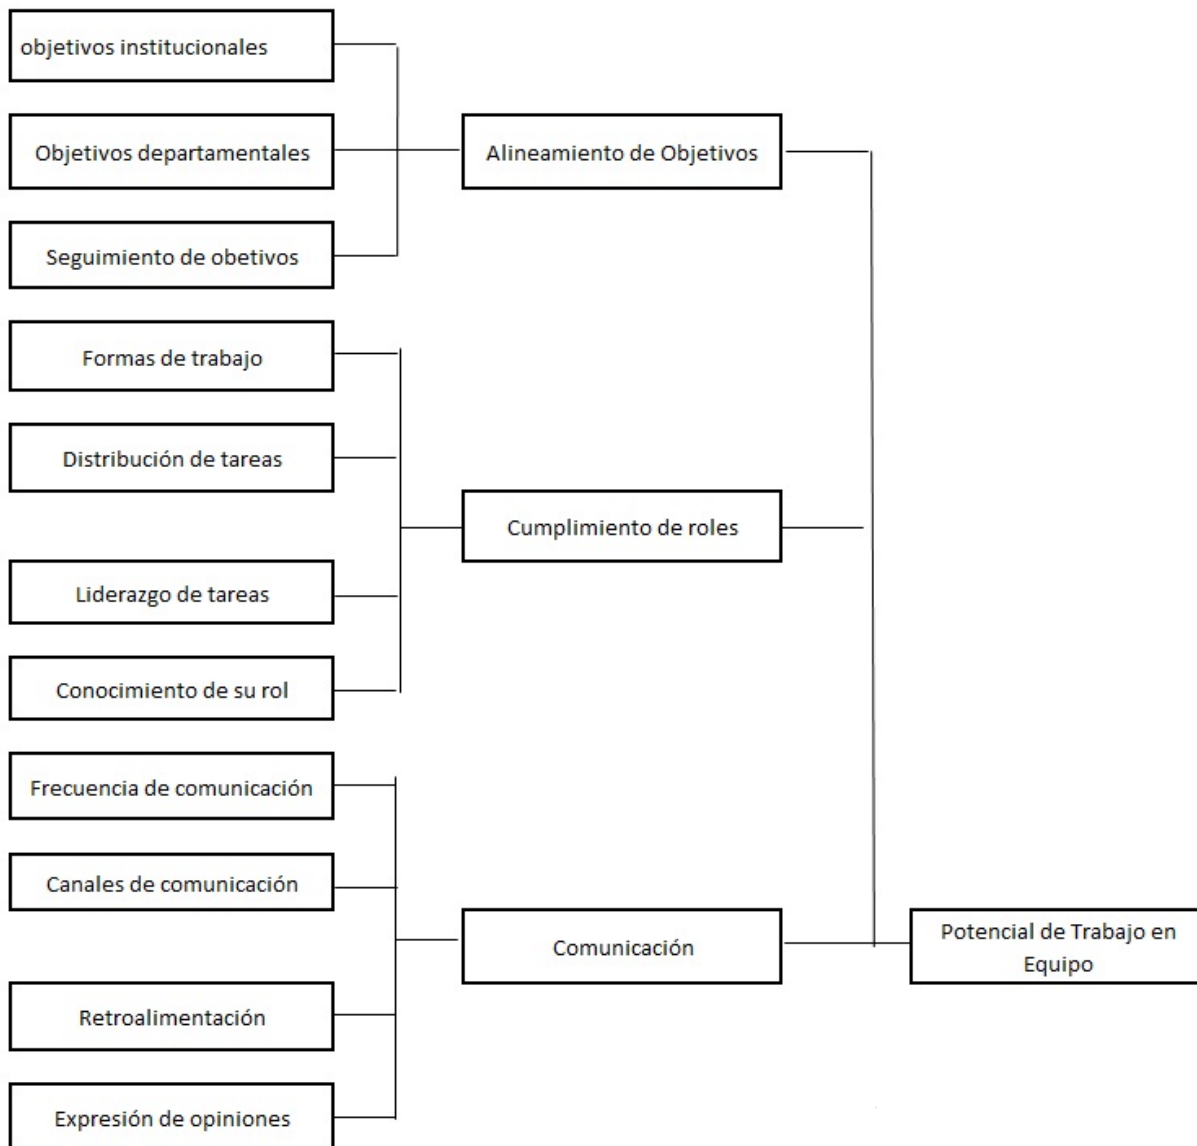 objetivos institucionales
Objetivos departamentales
Alineamiento de Objetivos
Seguimiento de obetivos
Formas de trabajo
Distribución de tareas
Cumplimiento de roles
Liderazgo de tareas
Conocimiento de su rol
Frecuencia de comunicación
Canales de comunicación
Comunicación
Potencial de Trabajo en
Equipo
Retroalimentación
Expresión de opiniones